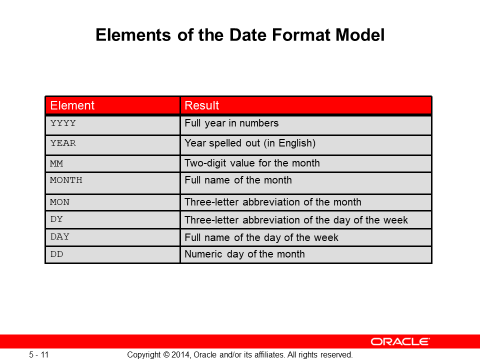 Elements of the Date Format Model
Element Result
YYYY Full year in numbers
YEAR Year spelled out (in English)
MM Two-digit value for the month
MONTH Full name of the month
MON Three-letter abbreviation of the month
DY Three-letter abbreviation of the day of the week
DAY Full name of the day of the week
DD Numeric day of the month
ORACLE
5 - 11 Copyright © 2014, Oracle and/or its affiliates. All rights reserved.